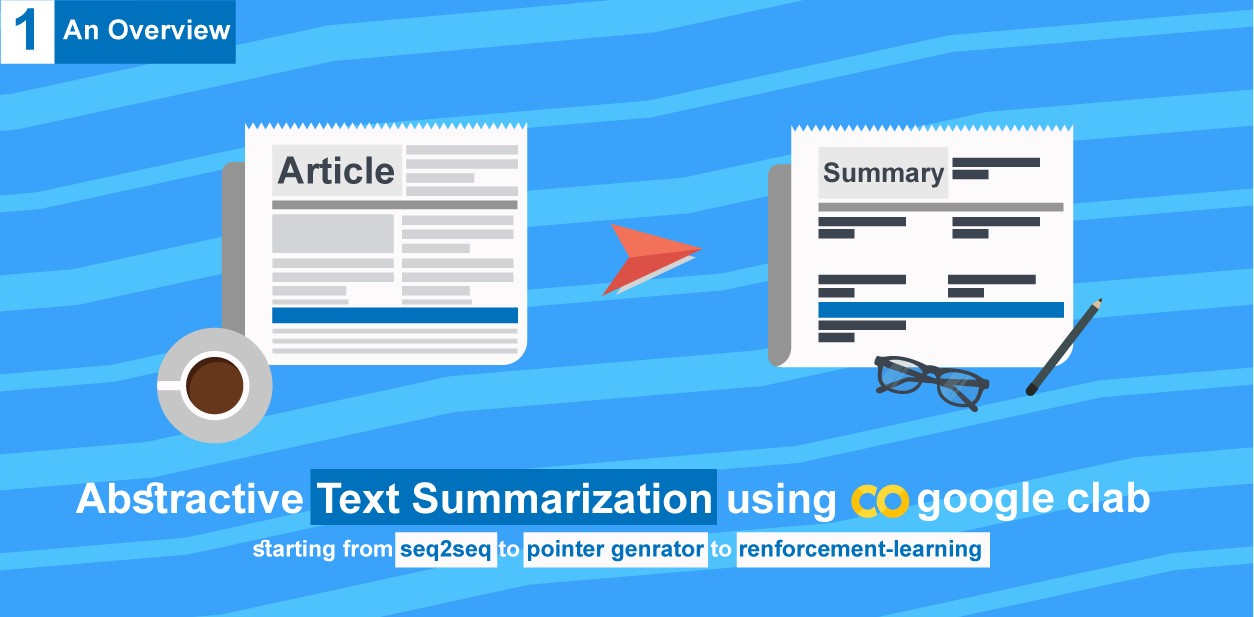 1 An Overview
Article
Summary
Abstractive Text Summarization using co google clab
starting from seq2seq to pointer genrator to renforcement-learning